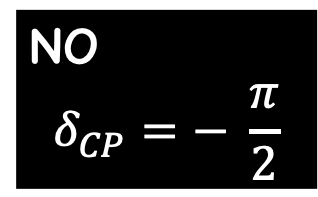 NO
δ_CP = − π/2